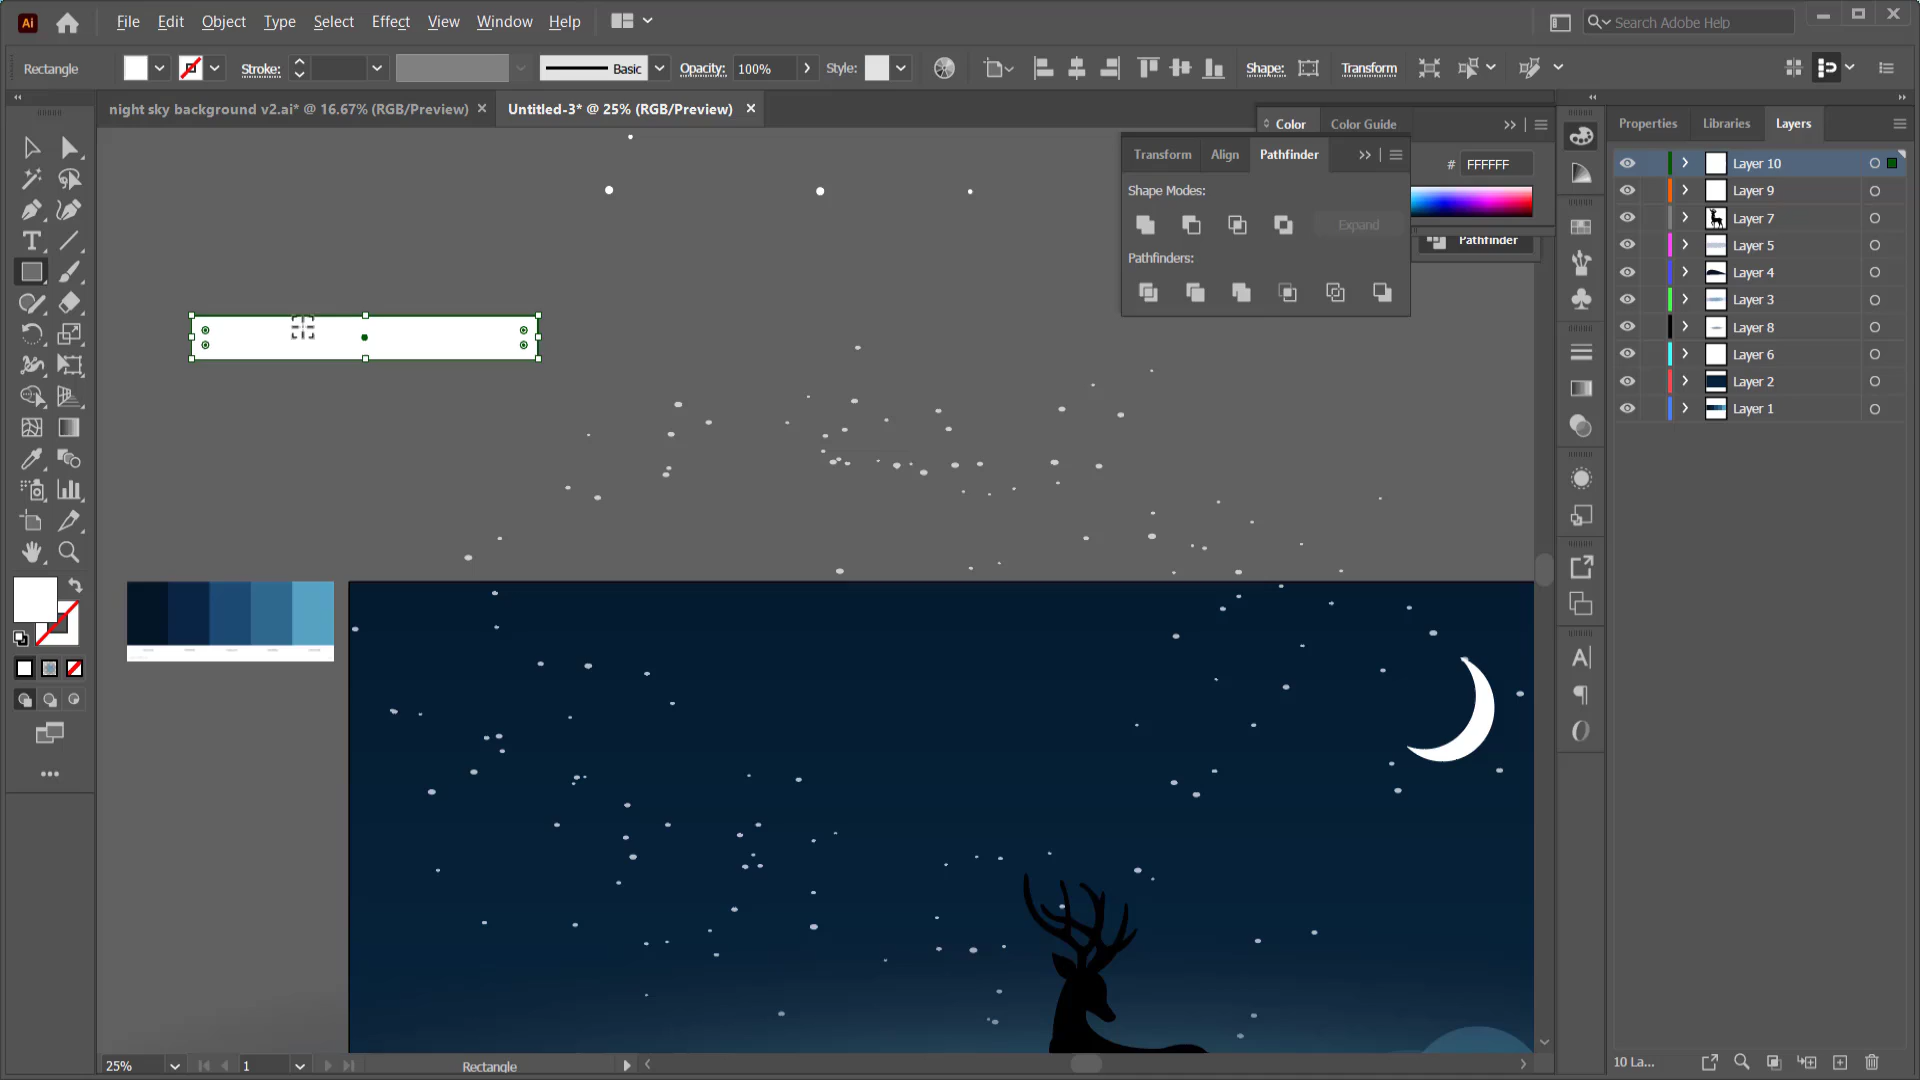 Ai File Edit Object Type Select Effect View Window Help Search Adobe Help
Rectangle Stroke: Basic Opacity: 100% Style: Shape: Transform
night sky background v2.ai* @ 16.67% (RGB/Preview) Untitled-3* @ 25% (RGB/Preview)
Color Color Guide
Properties Libraries Layers
Transform Align Pathfinder
# FFFFFF
Shape Modes:
Expand
Pathfinder
Pathfinders:
Layer 10
Layer 9
Layer 7
Layer 5
Layer 4
Layer 3
Layer 8
Layer 6
Layer 2
Layer 1
25% 1 Rectangle
10 La...